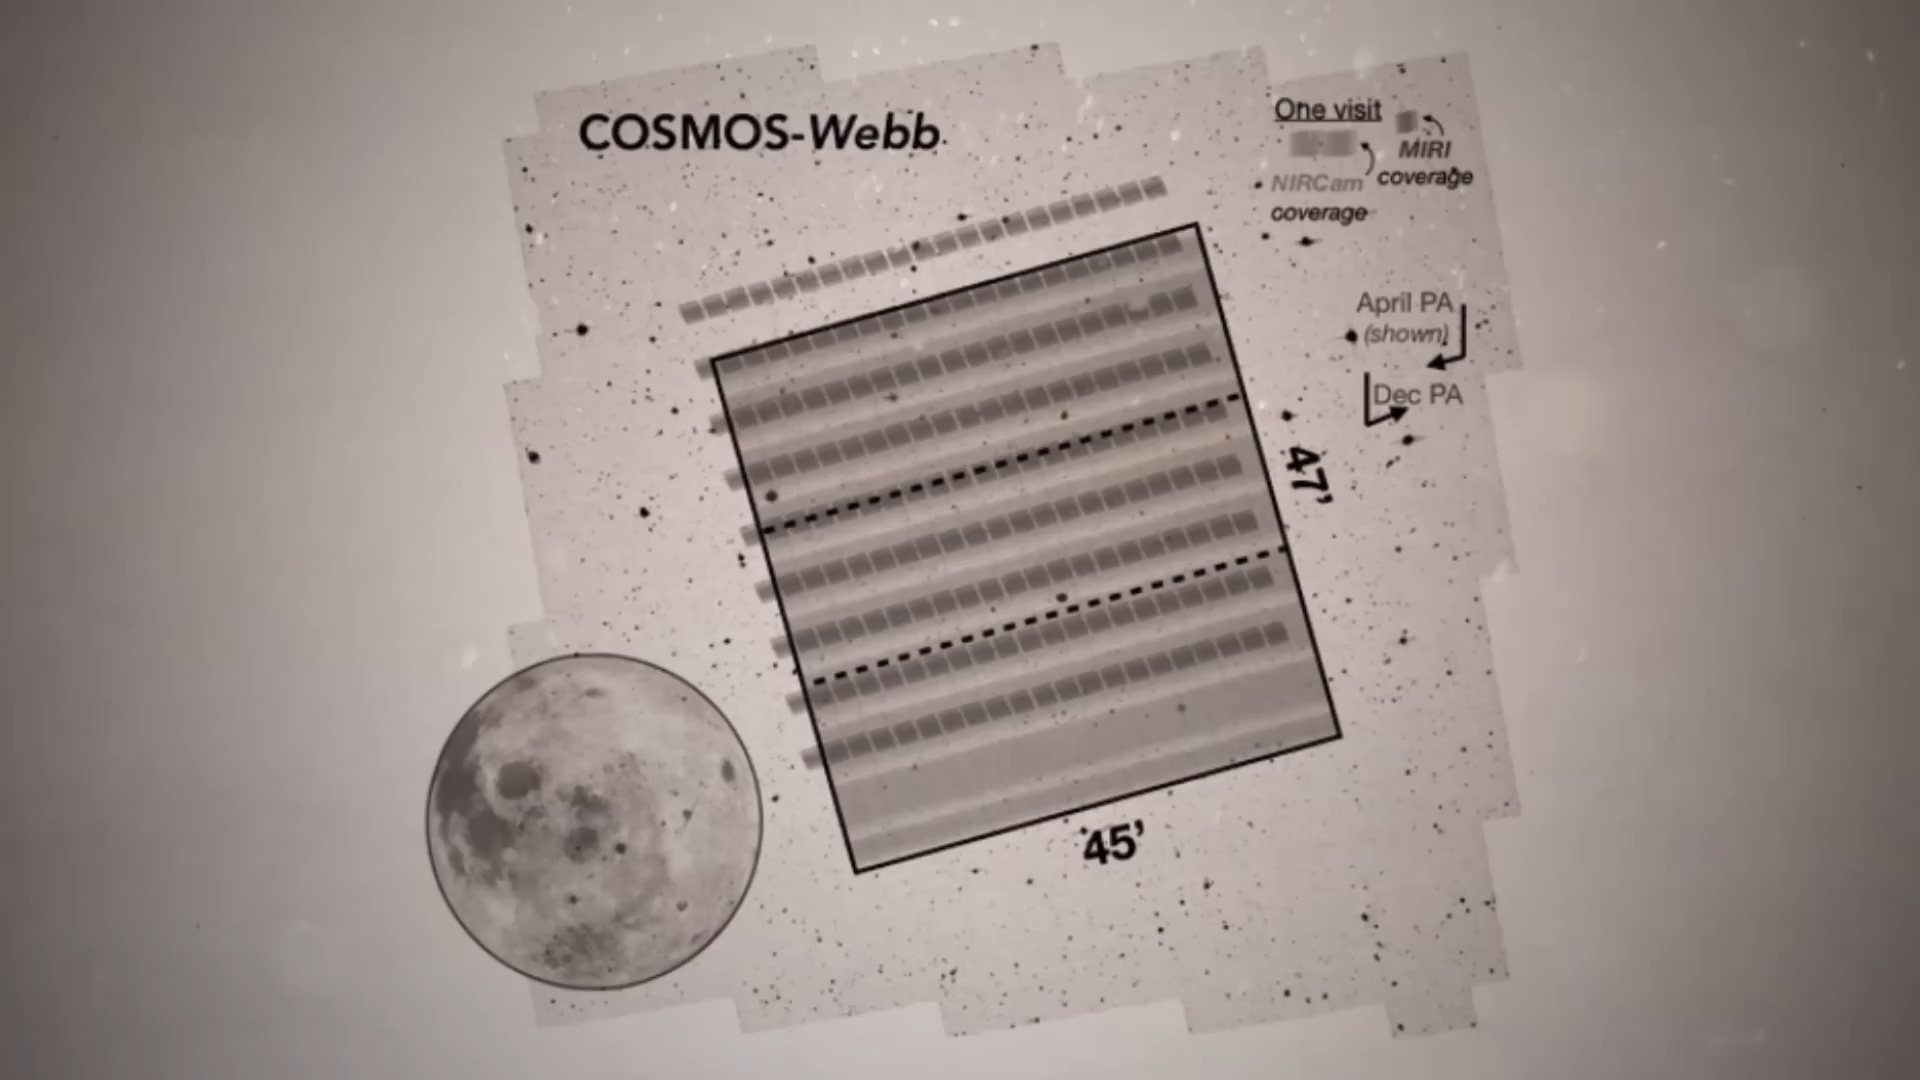 COSMOS-Webb
One visit
MIRI
coverage
NIRCam
coverage
April PA
(shown)
Dec PA
47’
45’